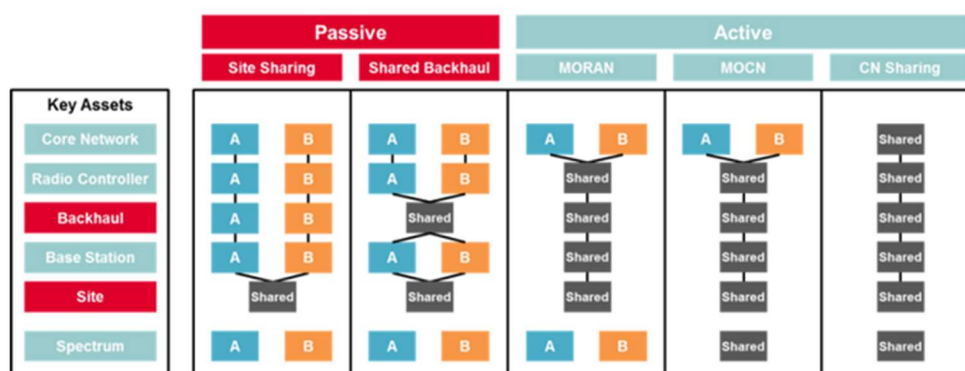 Passive Active
Site Sharing Shared Backhaul MORAN MOCN CN Sharing
Key Assets
Core Network A B A B A B A B Shared
Radio Controller A B A B Shared Shared Shared
Backhaul A B Shared Shared Shared Shared
Base Station A B A B Shared Shared Shared
Site Shared Shared Shared Shared Shared
Spectrum A B A B A B Shared Shared